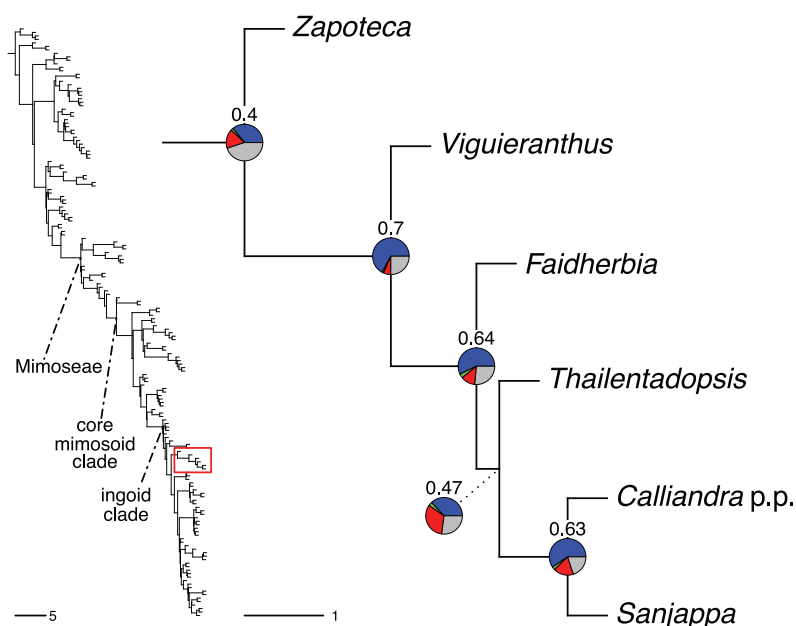 Zapoteca
0.4
Viguieranthus
0.7
Faidherbia
0.64
Thailentadopsis
0.47
Calliandra p.p.
0.63
Sanjappa
Mimoseae
core
mimosoid
clade
ingoid
clade
5
1